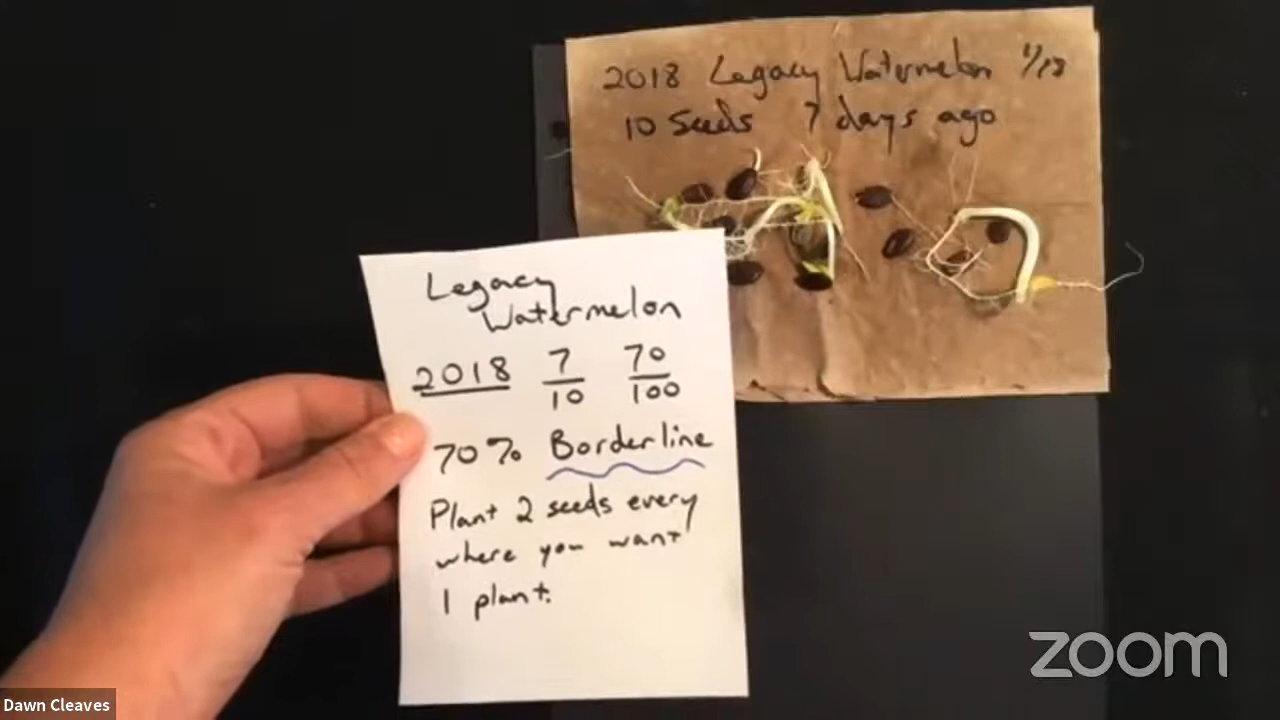 2018 Legacy Watermelon 1/13
10 Seeds 7 days ago
Legacy
Watermelon
2018 7/10 70/100
70% Borderline
Plant 2 seeds every
where you want
1 plant.
zoom
Dawn Cleaves